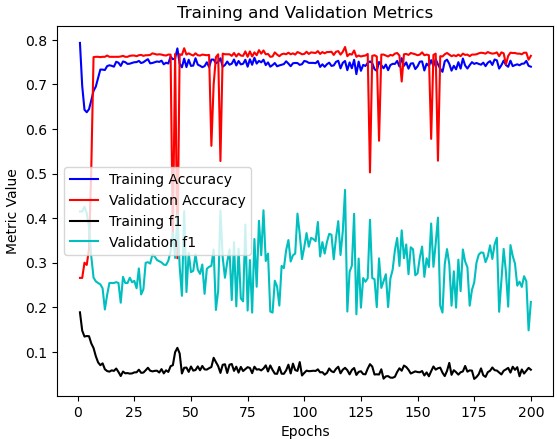 Training and Validation Metrics
0.8
0.7
0.6
0.5
0.4
0.3
0.2
0.1
Metric Value
Training Accuracy
Validation Accuracy
Training f1
Validation f1
0 25 50 75 100 125 150 175 200
Epochs